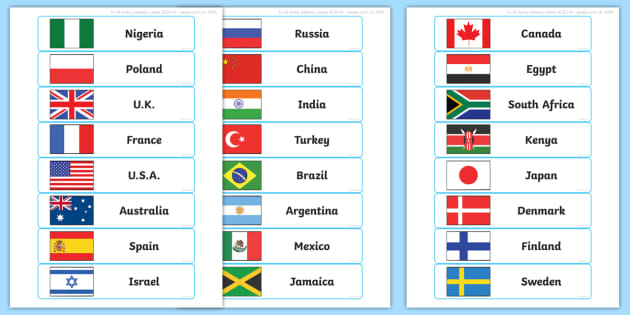 Nigeria
Poland
U.K.
France
U.S.A.
Australia
Spain
Israel
Russia
China
India
Turkey
Brazil
Argentina
Mexico
Jamaica
Canada
Egypt
South Africa
Kenya
Japan
Denmark
Finland
Sweden